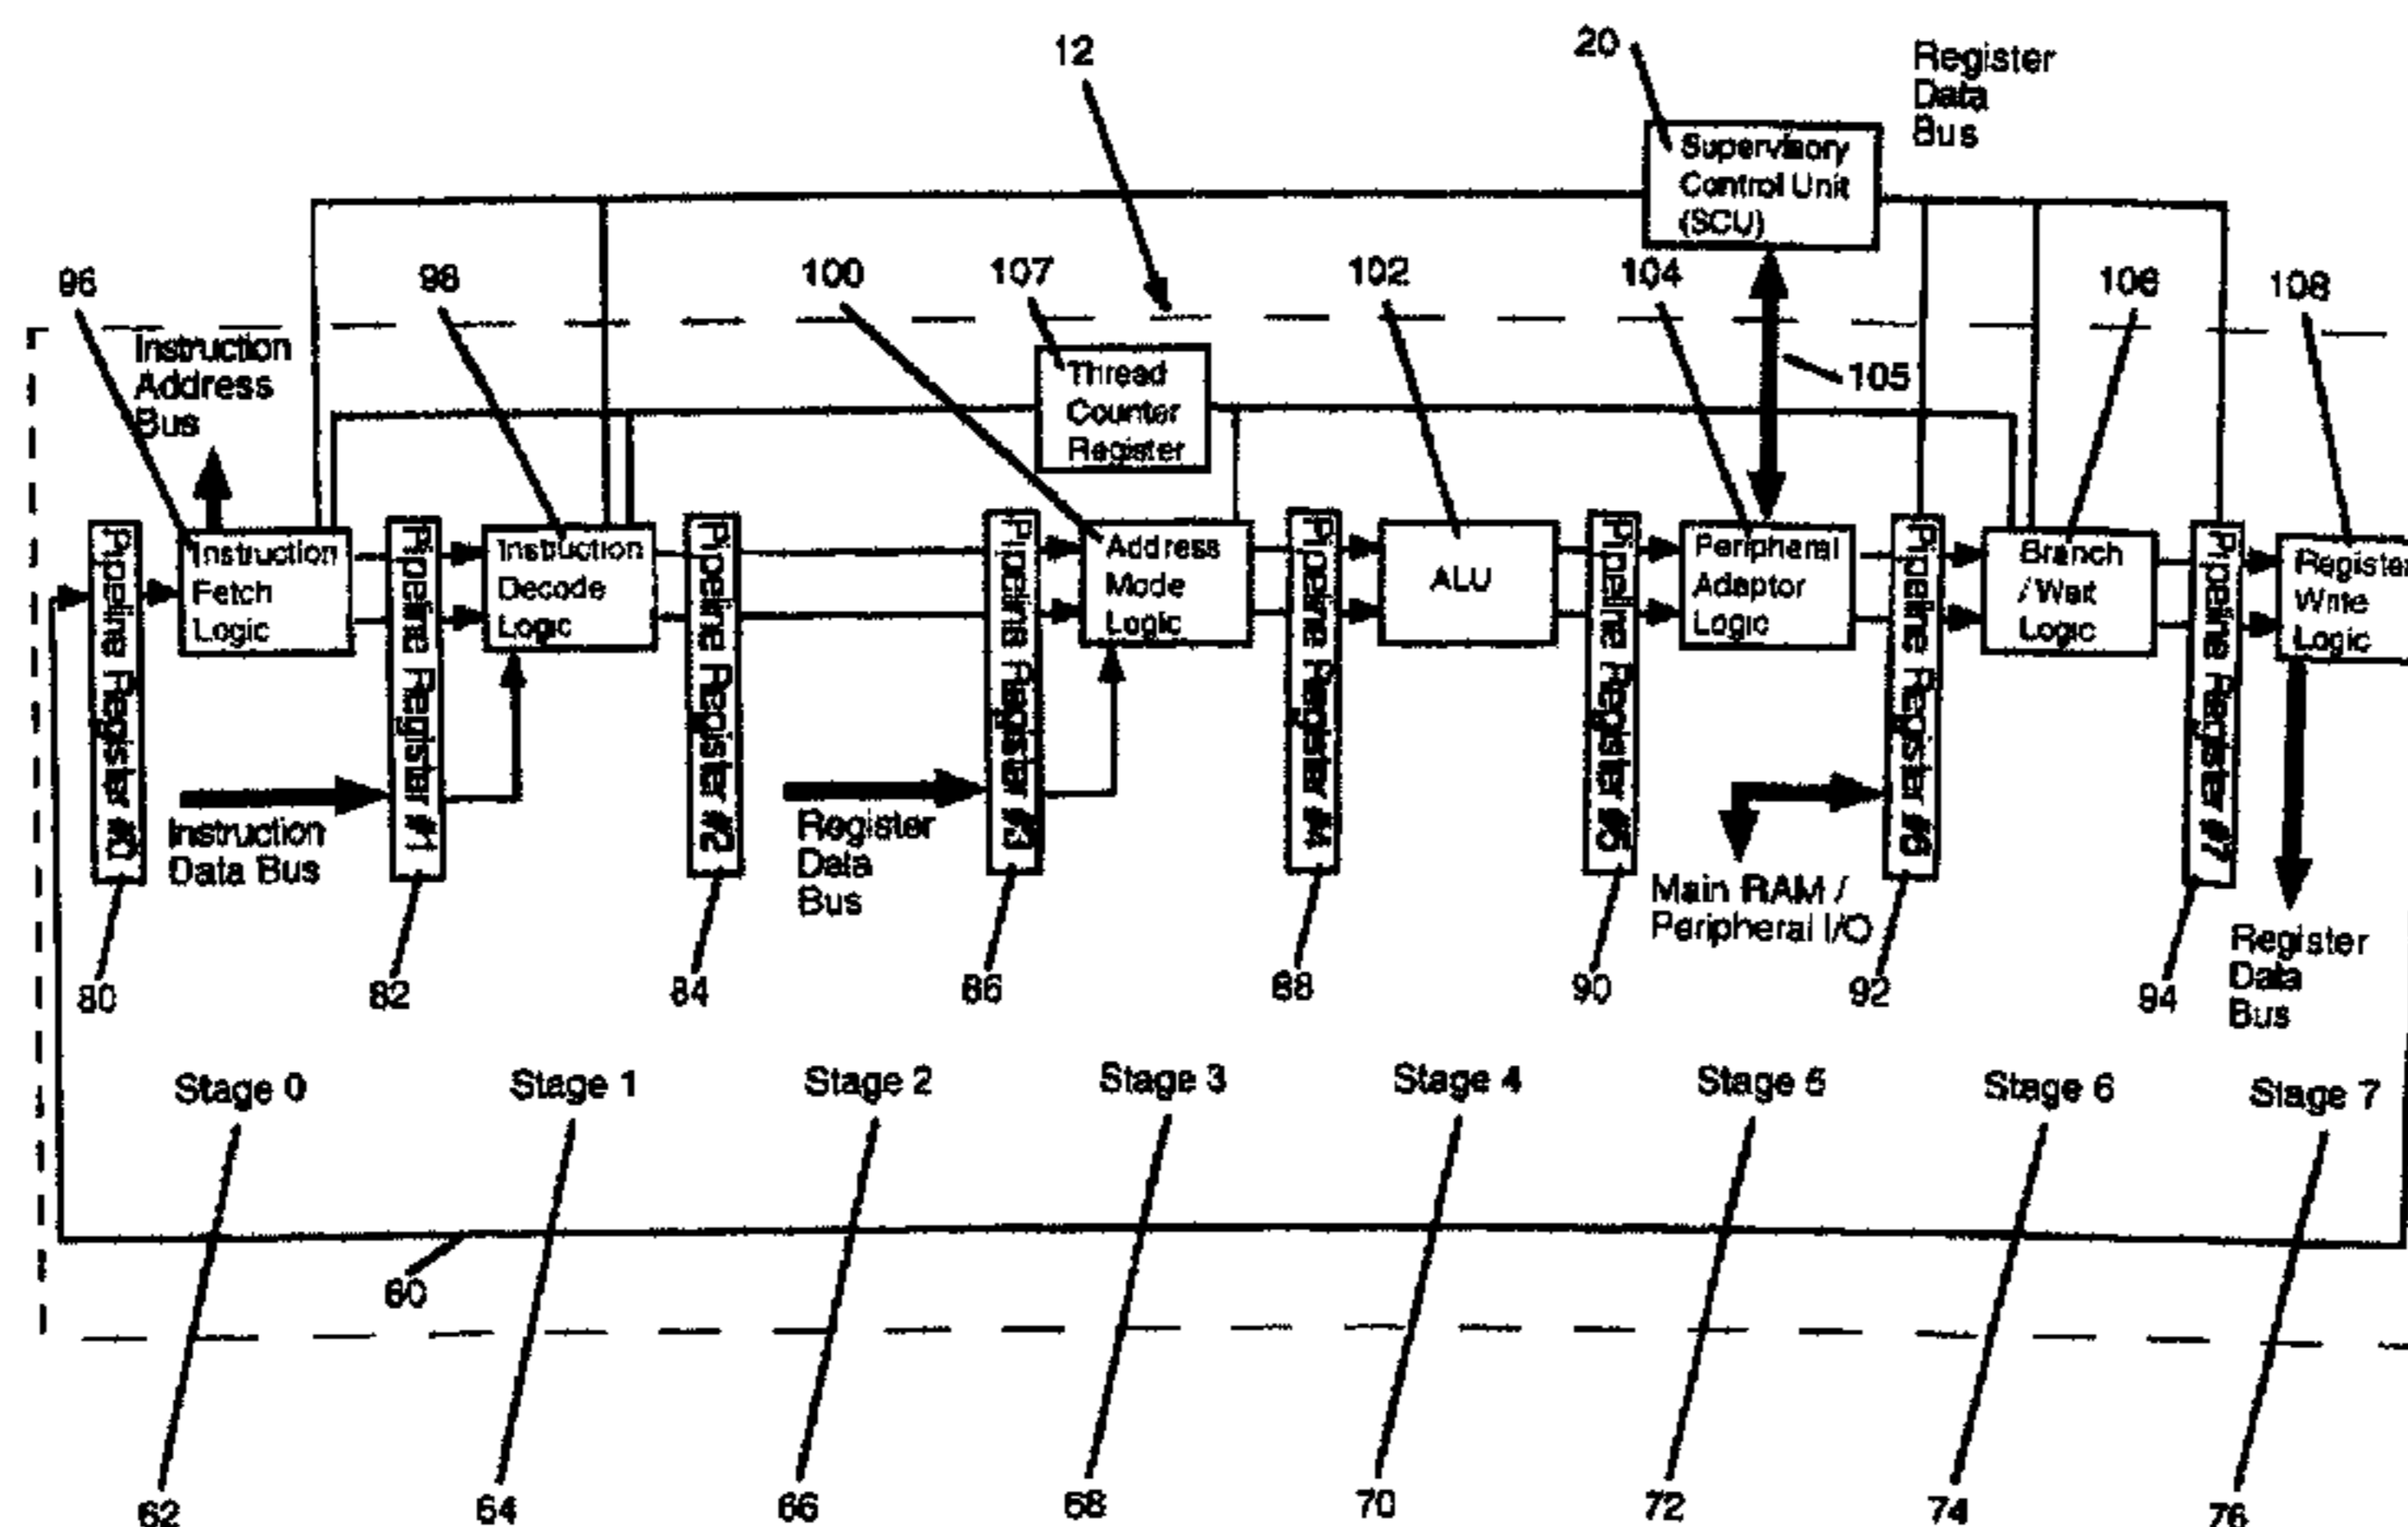 12
20
Register
Data
Bus
Supervisory
Control Unit
(SCU)
96
98
100
107
102
104
106
108
Instruction
Address
Bus
Thread
Counter
Register
105
Pipeline Register #0
Instruction
Fetch
Logic
Pipeline Register #1
Instruction
Decode
Logic
Pipeline Register #2
Pipeline Register #3
Address
Mode
Logic
Pipeline Register #4
ALU
Pipeline Register #5
Peripheral
Adaptor
Logic
Pipeline Register #6
Branch
/ Wait
Logic
Pipeline Register #7
Register
Write
Logic
Instruction
Data Bus
Register
Data
Bus
Main RAM /
Peripheral I/O
Register
Data
Bus
80
82
84
86
88
90
92
94
Stage 0
Stage 1
Stage 2
Stage 3
Stage 4
Stage 5
Stage 6
Stage 7
60
62
64
66
68
70
72
74
76